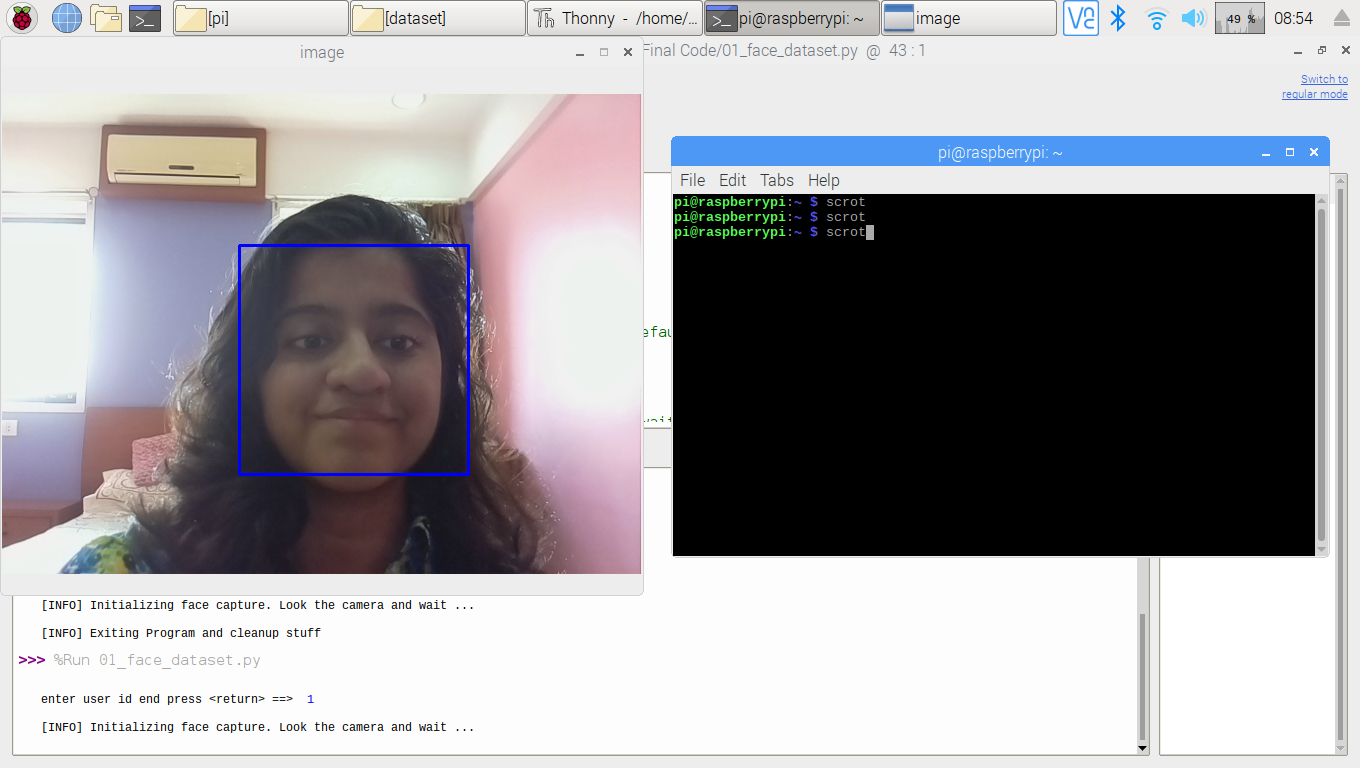 [pi]
[dataset]
Thonny - /home/...
pi@raspberrypi: ~
image
49 %
08:54
image
Final Code/01_face_dataset.py @ 43 : 1
Switch to
regular mode
pi@raspberrypi: ~
File Edit Tabs Help
pi@raspberrypi:~ $ scrot
pi@raspberrypi:~ $ scrot
pi@raspberrypi:~ $ scrot
efau
wait
[INFO] Initializing face capture. Look the camera and wait ...
[INFO] Exiting Program and cleanup stuff
>>> %Run 01_face_dataset.py
enter user id end press <return> ==> 1
[INFO] Initializing face capture. Look the camera and wait ...